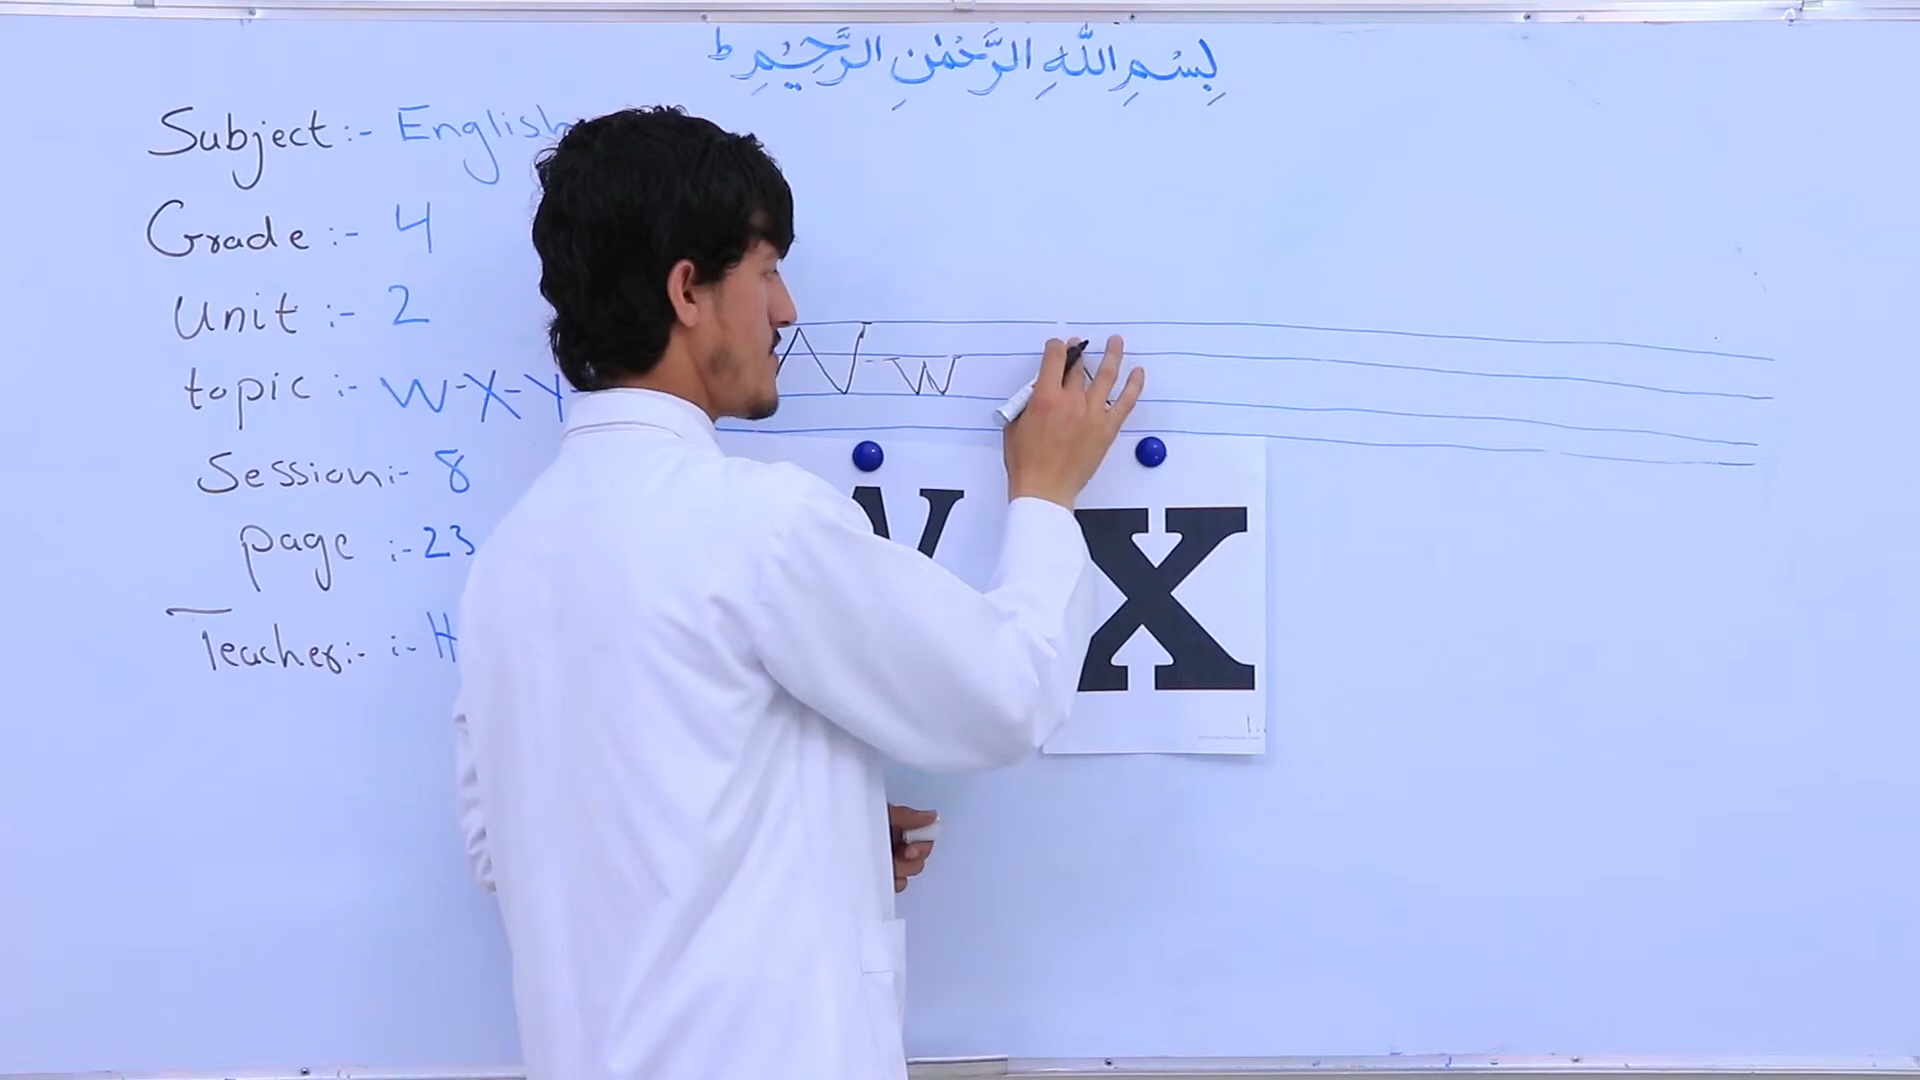 بِسْمِ اللّٰهِ الرَّحْمٰنِ الرَّحِيْمِ ط
Subject:- English
Grade :- 4
Unit :- 2
topic :- W-X-Y-
Session:- 8
page :-23
Teacher:- :- H
W-w
X